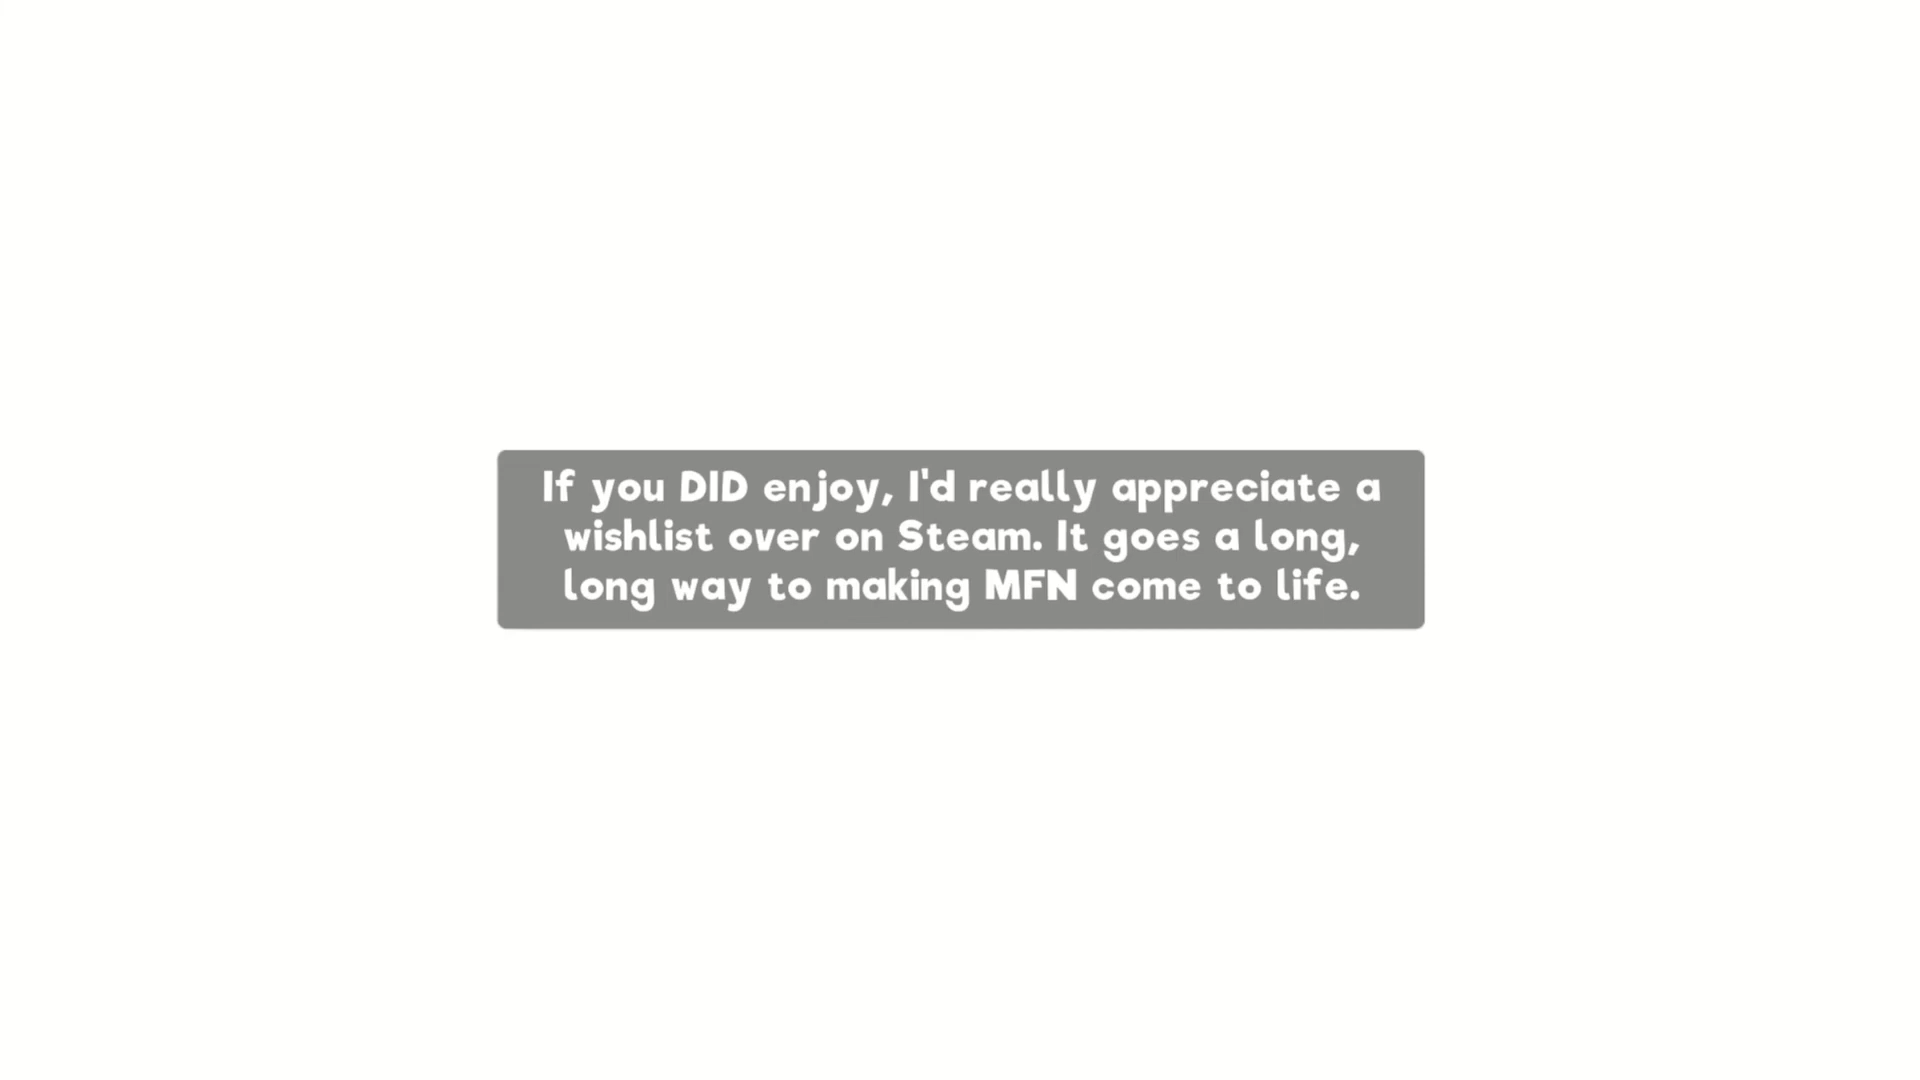 If you DID enjoy, I'd really appreciate a
wishlist over on Steam. It goes a long,
long way to making MFN come to life.